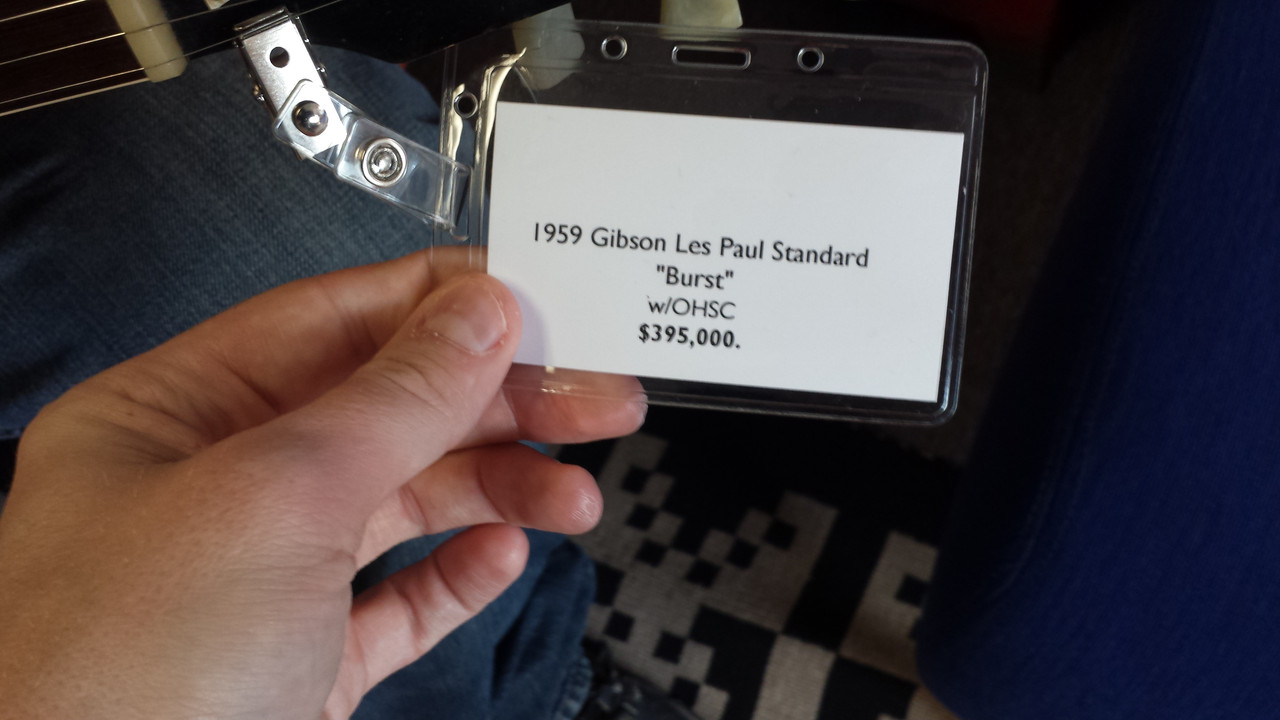 1959 Gibson Les Paul Standard
"Burst"
w/OHSC
$395,000.